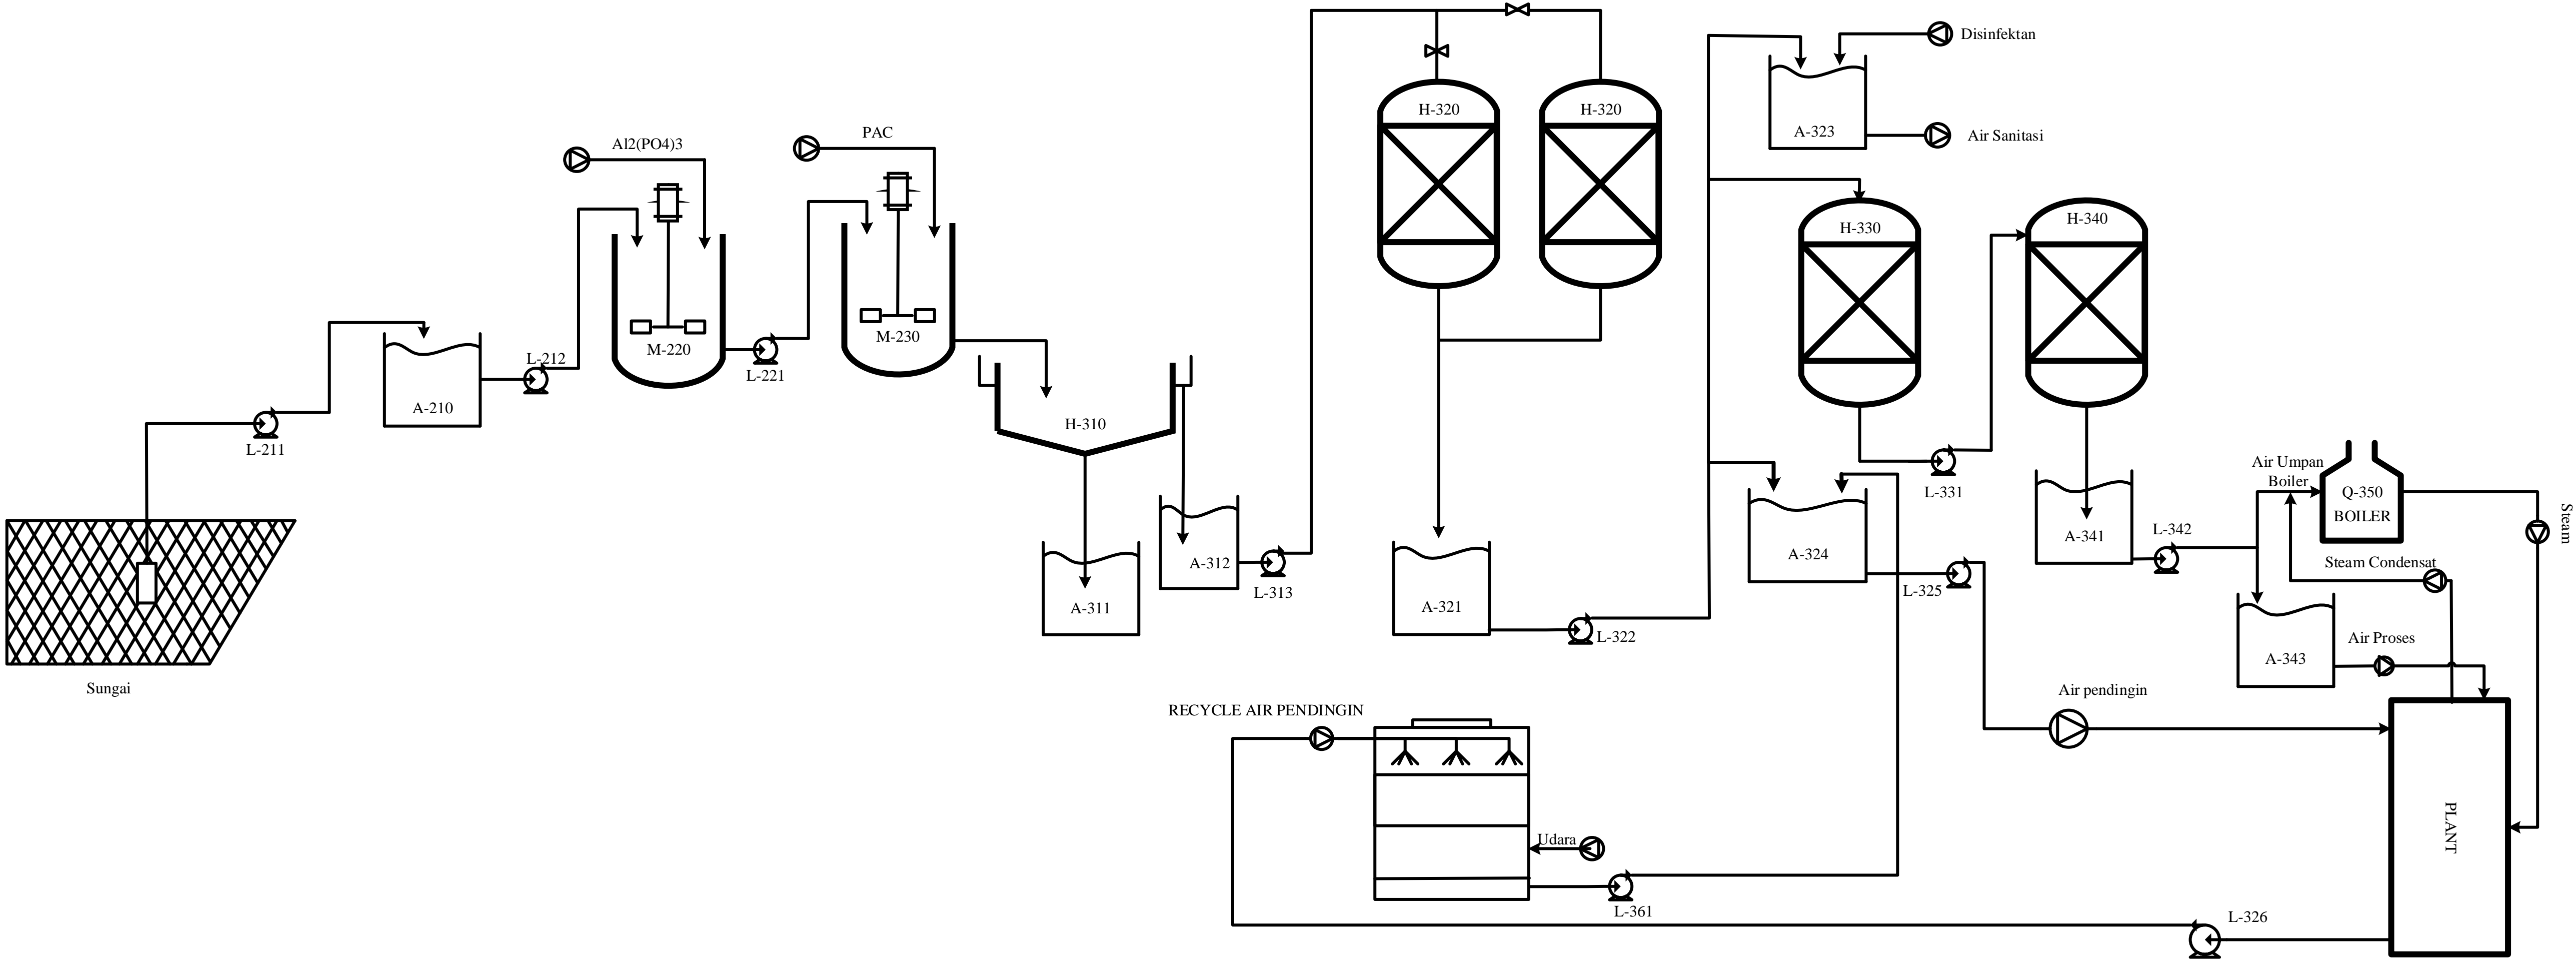 Disinfektan
H-320
H-320
A-323
Air Sanitasi
PAC
Al2(PO4)3
H-330
H-340
M-220
M-230
L-212
L-221
A-210
H-310
L-211
Air Umpan
Boiler
Q-350
BOILER
L-331
Steam
L-342
A-341
A-324
A-312
L-313
L-325
Steam Condensat
A-311
A-321
L-322
Air Proses
A-343
Sungai
Air pendingin
RECYCLE AIR PENDINGIN
PLANT
Udara
L-361
L-326